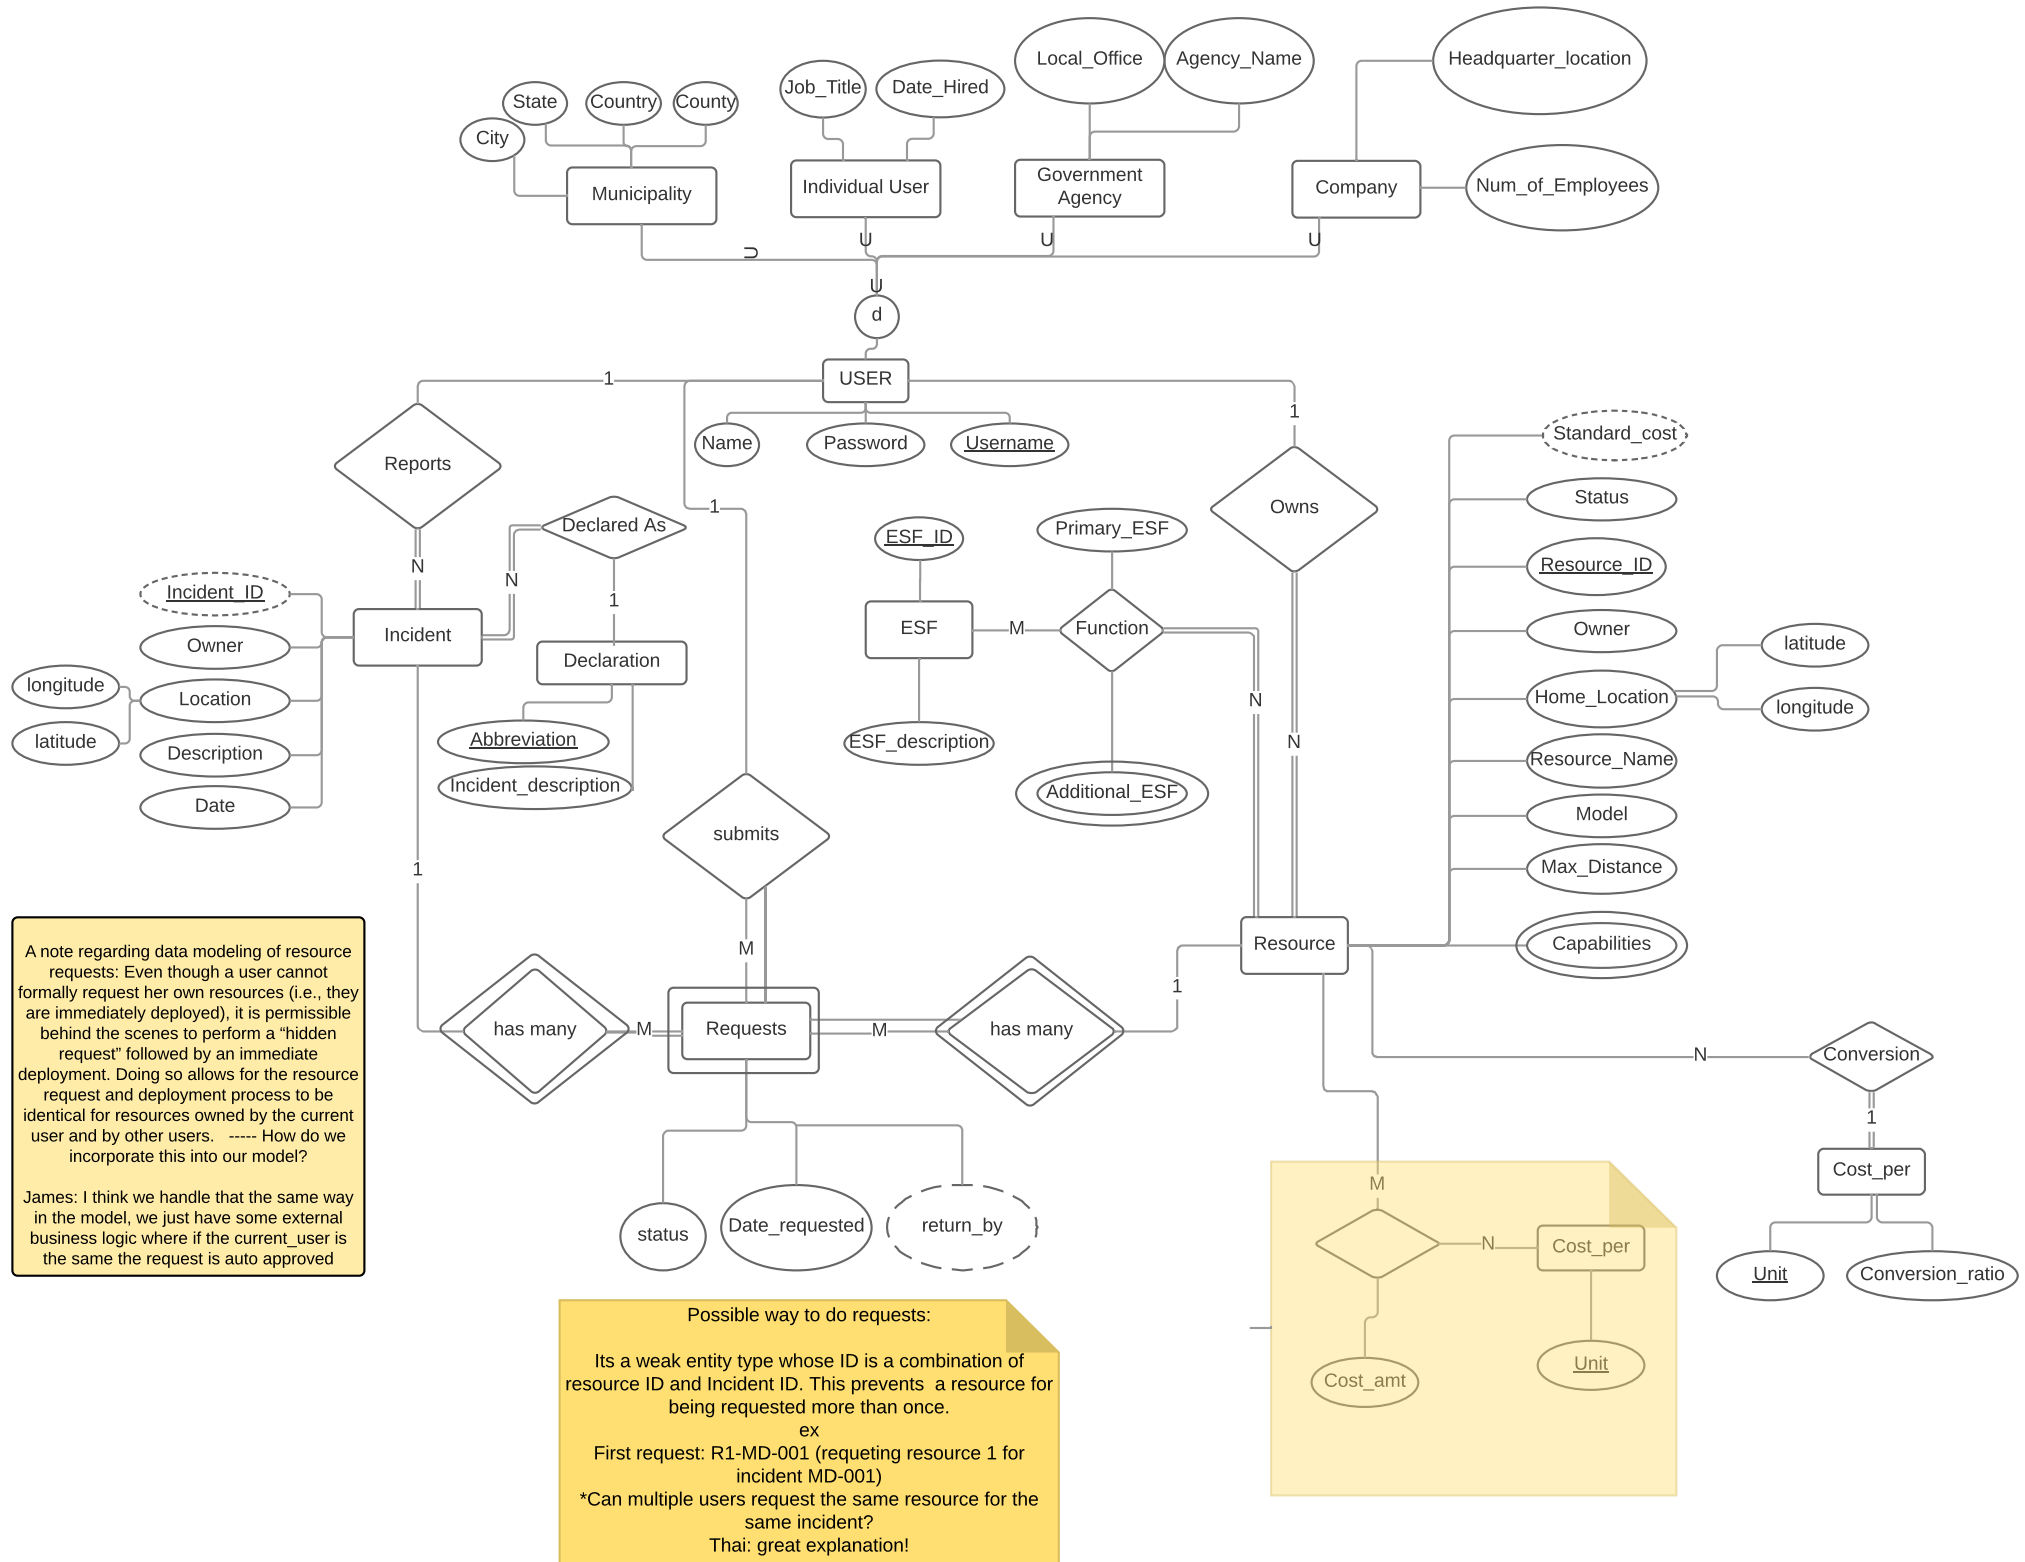 Local_Office
Agency_Name
Headquarter_location
State
Country
County
Job_Title
Date_Hired
City
Municipality
Individual User
Government
Agency
Company
Num_of_Employees
U
U
U
U
U
d
USER
1
1
Name
Password
Username
Reports
1
Owns
Standard_cost
Status
Declared As
ESF_ID
Primary_ESF
Resource_ID
N
N
Incident_ID
1
Incident
ESF
M
Function
Owner
Owner
latitude
Declaration
longitude
Location
N
Home_Location
longitude
latitude
Description
Abbreviation
ESF_description
N
Resource_Name
Date
Incident_description
Additional_ESF
Model
submits
1
Max_Distance
M
Resource
Capabilities
A note regarding data modeling of resource
requests: Even though a user cannot
formally request her own resources (i.e., they
are immediately deployed), it is permissible
behind the scenes to perform a “hidden
request” followed by an immediate
deployment. Doing so allows for the resource
request and deployment process to be
identical for resources owned by the current
user and by other users.   ----- How do we
incorporate this into our model?
James: I think we handle that the same way
in the model, we just have some external
business logic where if the current_user is
the same the request is auto approved
1
has many
M
Requests
M
has many
N
Conversion
1
Cost_per
M
status
Date_requested
return_by
N
Cost_per
Unit
Conversion_ratio
Cost_amt
Unit
Possible way to do requests:
Its a weak entity type whose ID is a combination of
resource ID and Incident ID. This prevents  a resource for
being requested more than once.
ex
First request: R1-MD-001 (requeting resource 1 for
incident MD-001)
*Can multiple users request the same resource for the
same incident?
Thai: great explanation!